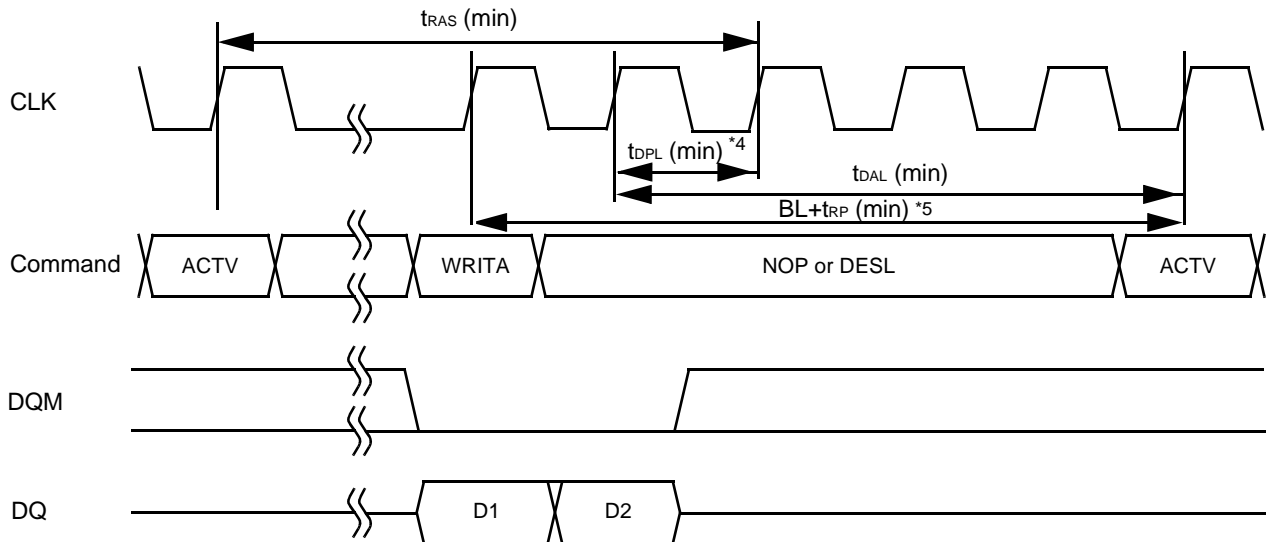 tRAS (min)
CLK
tDPL (min) *4
tDAL (min)
BL+tRP (min) *5
Command ACTV WRITA NOP or DESL ACTV
DQM
DQ D1 D2